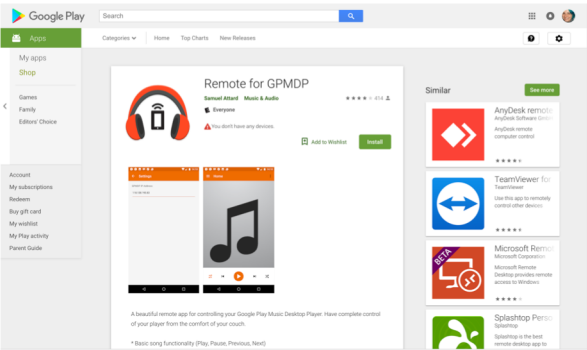 Google Play
Search
Apps
Categories
Home
Top Charts
New Releases
My apps
Shop
Games
Family
Editors' Choice
Account
My subscriptions
Redeem
Buy gift card
My wishlist
My Play activity
Parent Guide
Remote for GPMDP
Samuel Attard
Music & Audio
414
Everyone
You don't have any devices.
Add to Wishlist
Install
Settings
Home
A beautiful remote app for controlling your Google Play Music Desktop Player. Have complete control
of your player from the comfort of your couch.
* Basic song functionality (Play, Pause, Previous, Next)
Similar
See more
AnyDesk remote
AnyDesk Software GmbH
AnyDesk remote
computer control
TeamViewer for
TeamViewer
Use this app to remotely
control other devices
BETA
Microsoft Remot
Microsoft Corporation
Microsoft Remote
Desktop provides remote
access to Windows
Splashtop Perso
Splashtop
Splashtop is the best
remote desktop app to